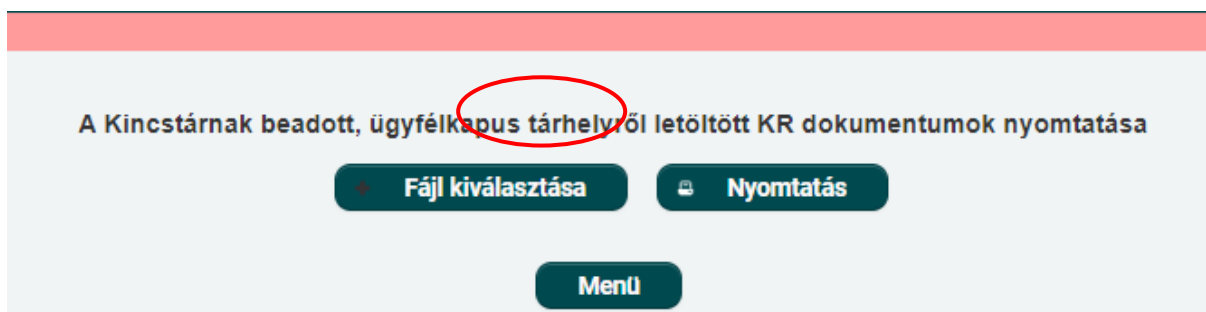 A Kincstárnak beadott, ügyfélkapus tárhelyről letöltött KR dokumentumok nyomtatása
Fájl kiválasztása Nyomtatás
Menü